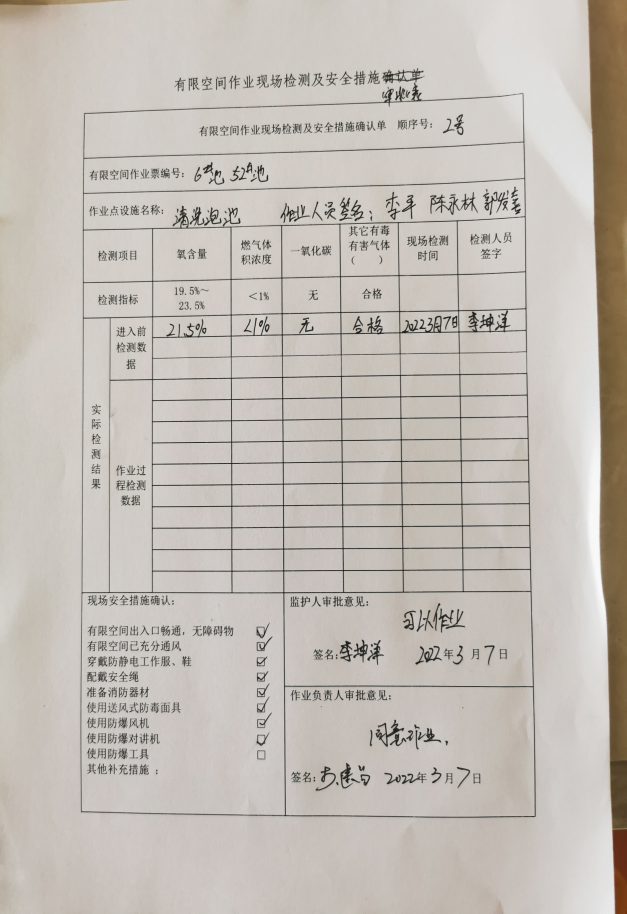 有限空间作业现场检测及安全措施确认单
审批表
有限空间作业现场检测及安全措施确认单 顺序号: 2号
有限空间作业票编号: 6#池 52#池
作业点设施名称: 清洗泡池 作业人员签名: 李平 陈永林
检测项目 氧含量 燃气体积浓度 一氧化碳 其它有毒有害气体( ) 现场检测时间 检测人员签字
检测指标 19.5%~23.5% <1% 无 合格
实际检测结果
进入前检测数据 21.5% <1% 无 合格 2022.3月7日 李坤洋
作业过程检测数据
现场安全措施确认:
有限空间出入口畅通,无障碍物 ☑
有限空间已充分通风 ☑
穿戴防静电工作服、鞋 ☑
配戴安全绳 ☑
准备消防器材 ☑
使用送风式防毒面具 ☑
使用防爆风机 ☑
使用防爆对讲机 ☑
使用防爆工具 □
其他补充措施 :
监护人审批意见:
可以作业
签名: 李坤洋 2022年3月7日
作业负责人审批意见:
同意作业,
签名: 2022年3月7日